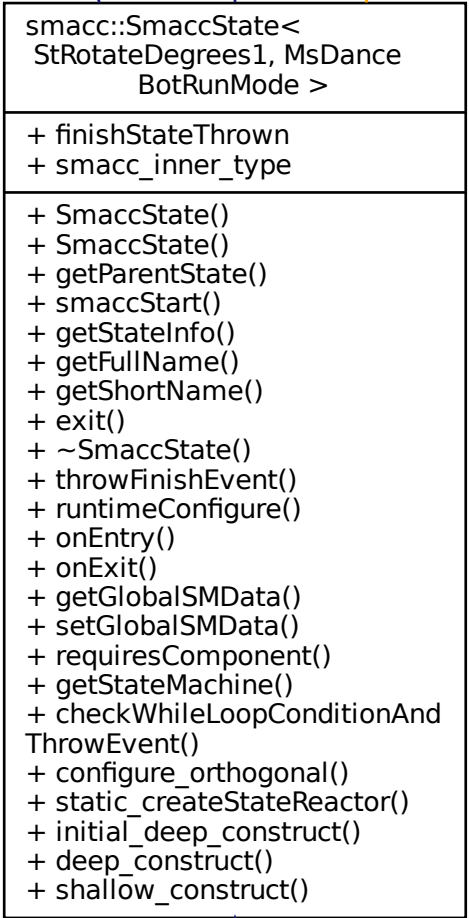 smacc::SmaccState<
StRotateDegrees1, MsDance
BotRunMode >
+ finishStateThrown
+ smacc_inner_type
+ SmaccState()
+ SmaccState()
+ getParentState()
+ smaccStart()
+ getStateInfo()
+ getFullName()
+ getShortName()
+ exit()
+ ~SmaccState()
+ throwFinishEvent()
+ runtimeConfigure()
+ onEntry()
+ onExit()
+ getGlobalSMData()
+ setGlobalSMData()
+ requiresComponent()
+ getStateMachine()
+ checkWhileLoopConditionAnd
ThrowEvent()
+ configure_orthogonal()
+ static_createStateReactor()
+ initial_deep_construct()
+ deep_construct()
+ shallow_construct()